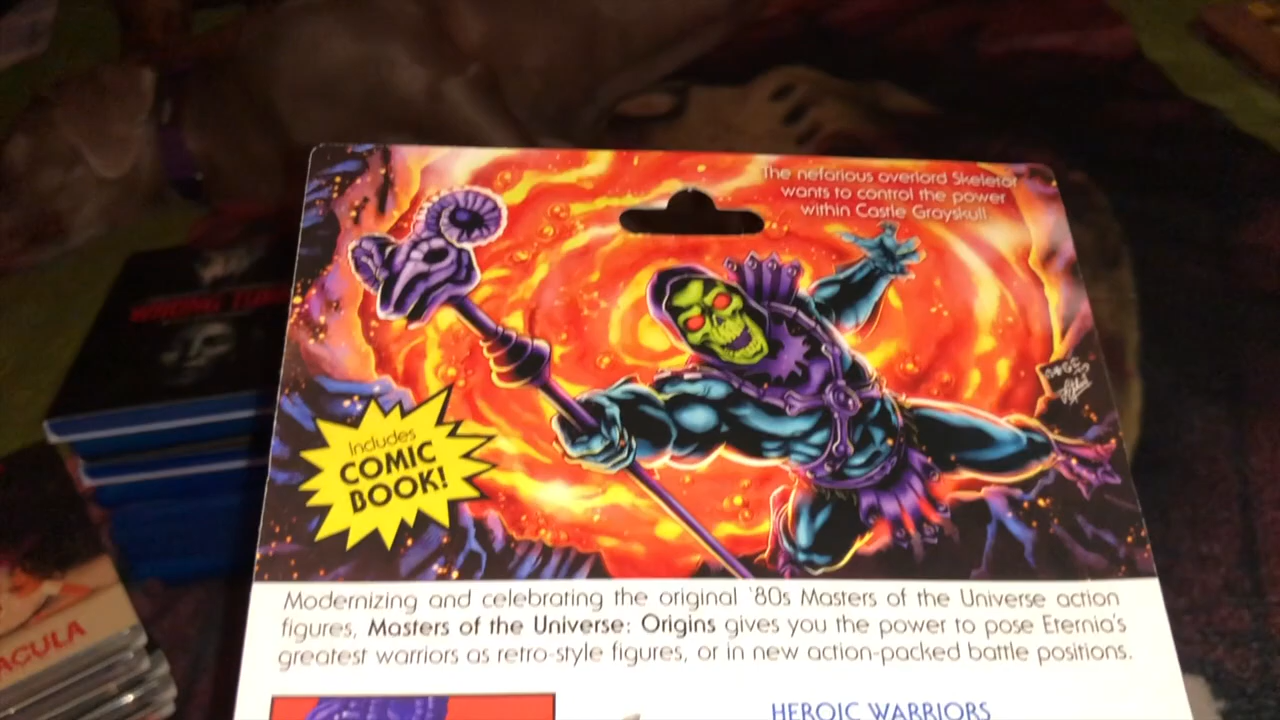 The nefarious overlord Skeletor
wants to control the power
within Castle Grayskull.
Includes
COMIC
BOOK!
Modernizing and celebrating the original '80s Masters of the Universe action
figures, Masters of the Universe: Origins gives you the power to pose Eternia's
greatest warriors as retro-style figures, or in new action-packed battle positions.
HEROIC WARRIORS
ACULA